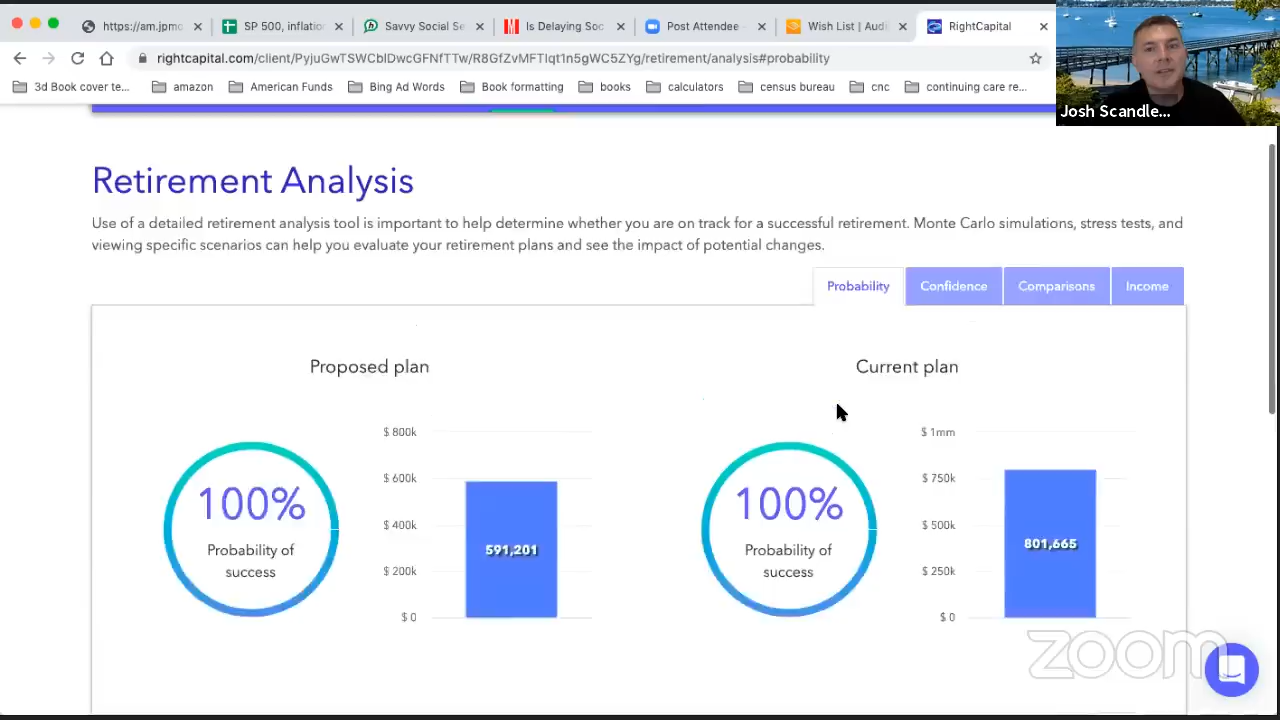 https://am.jpmo
SP 500, inflation
Savvy Social Se
Is Delaying Soc
Post Attendee -
Wish List | Audi
RightCapital
rightcapital.com/client/PyjuGwTSWCbIDwcGFNfTTw/R8GfZvMFTIqt1n5gWC5ZYg/retirement/analysis#probability
3d Book cover te...
amazon
American Funds
Bing Ad Words
Book formatting
books
calculators
census bureau
cnc
continuing care re...
Josh Scandle...
Retirement Analysis
Use of a detailed retirement analysis tool is important to help determine whether you are on track for a successful retirement. Monte Carlo simulations, stress tests, and
viewing specific scenarios can help you evaluate your retirement plans and see the impact of potential changes.
Probability
Confidence
Comparisons
Income
Proposed plan
100%
Probability of
success
$ 800k
$ 600k
$ 400k
$ 200k
$ 0
591,201
Current plan
100%
Probability of
success
$ 1mm
$ 750k
$ 500k
$ 250k
$ 0
801,665
zoom